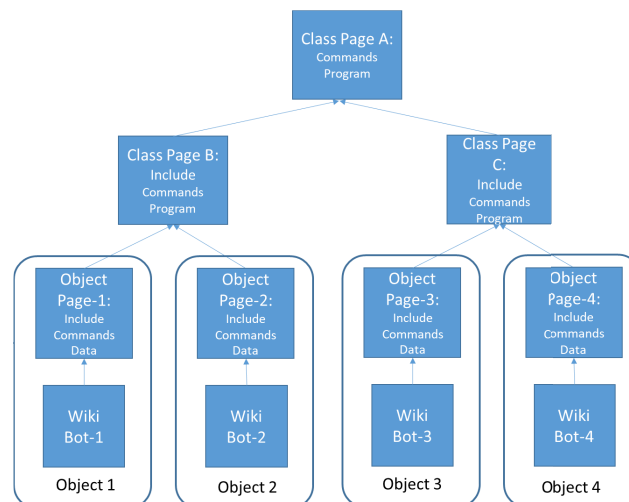 Class Page A:
Commands
Program
Class Page B:
Include
Commands
Program
Class Page
C:
Include
Commands
Program
Object
Page-1:
Include
Commands
Data
Object
Page-2:
Include
Commands
Data
Object
Page-3:
Include
Commands
Data
Object
Page-4:
Include
Commands
Data
Wiki
Bot-1
Wiki
Bot-2
Wiki
Bot-3
Wiki
Bot-4
Object 1
Object 2
Object 3
Object 4